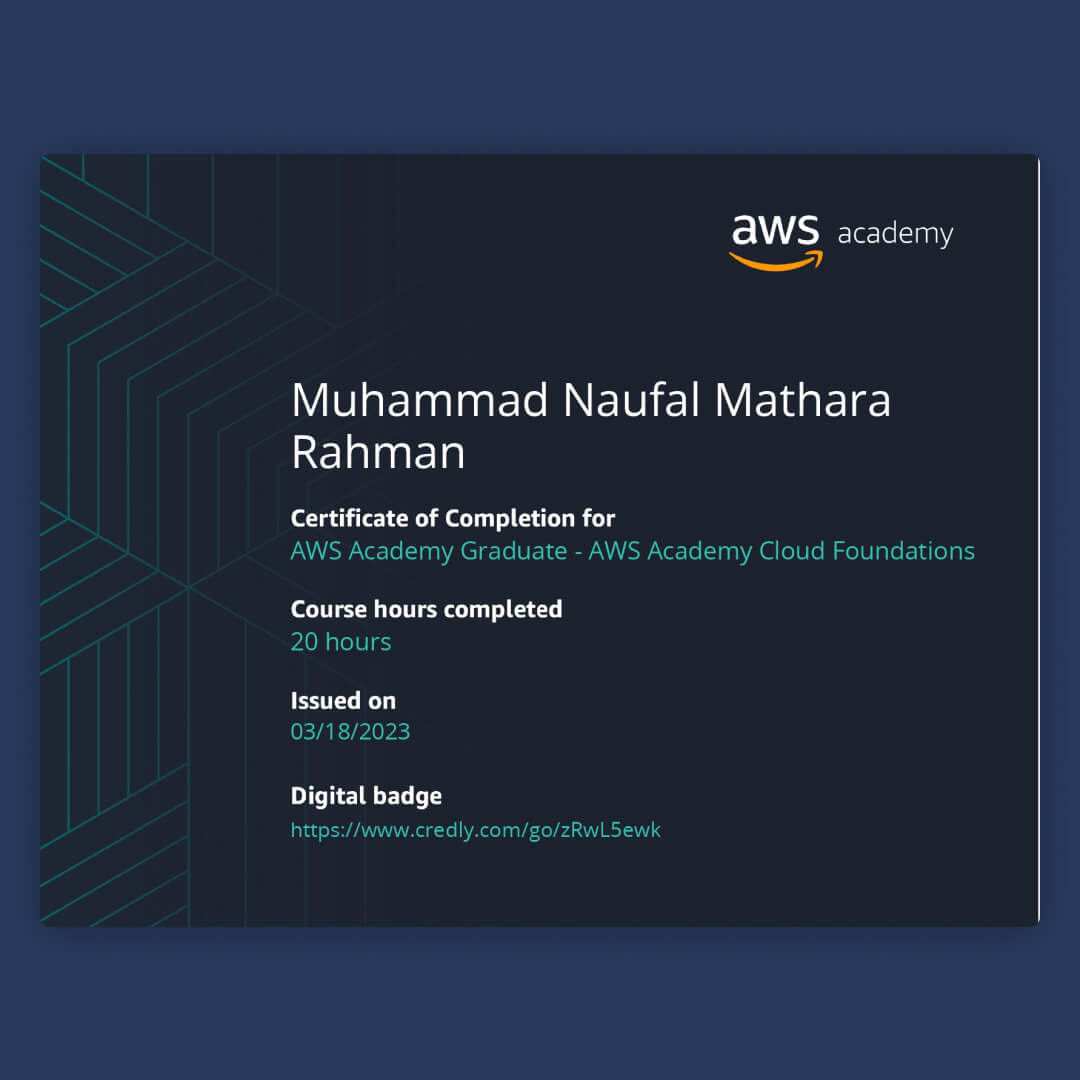 aws academy
Muhammad Naufal Mathara
Rahman
Certificate of Completion for
AWS Academy Graduate - AWS Academy Cloud Foundations
Course hours completed
20 hours
Issued on
03/18/2023
Digital badge
https://www.credly.com/go/zRwL5ewk